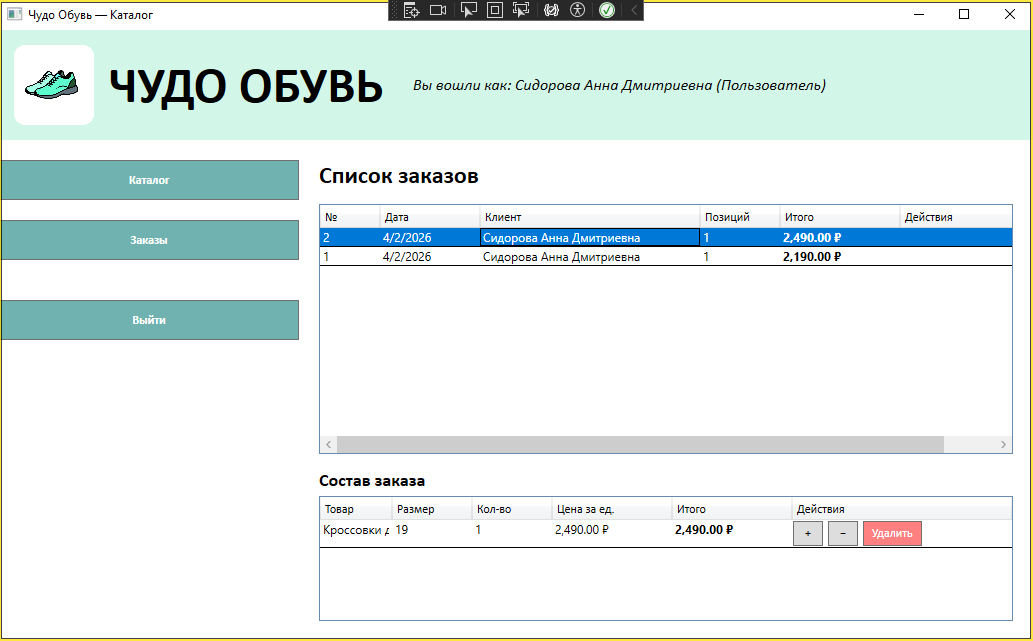 Чудо Обувь — Каталог
ЧУДО ОБУВЬ
Вы вошли как: Сидорова Анна Дмитриевна (Пользователь)
Каталог
Заказы
Выйти
Список заказов
№ Дата Клиент Позиций Итого Действия
2 4/2/2026 Сидорова Анна Дмитриевна 1 2,490.00 ₽
1 4/2/2026 Сидорова Анна Дмитриевна 1 2,190.00 ₽
Состав заказа
Товар Размер Кол-во Цена за ед. Итого Действия
Кроссовки 19 1 2,490.00 ₽ 2,490.00 ₽ + − Удалить